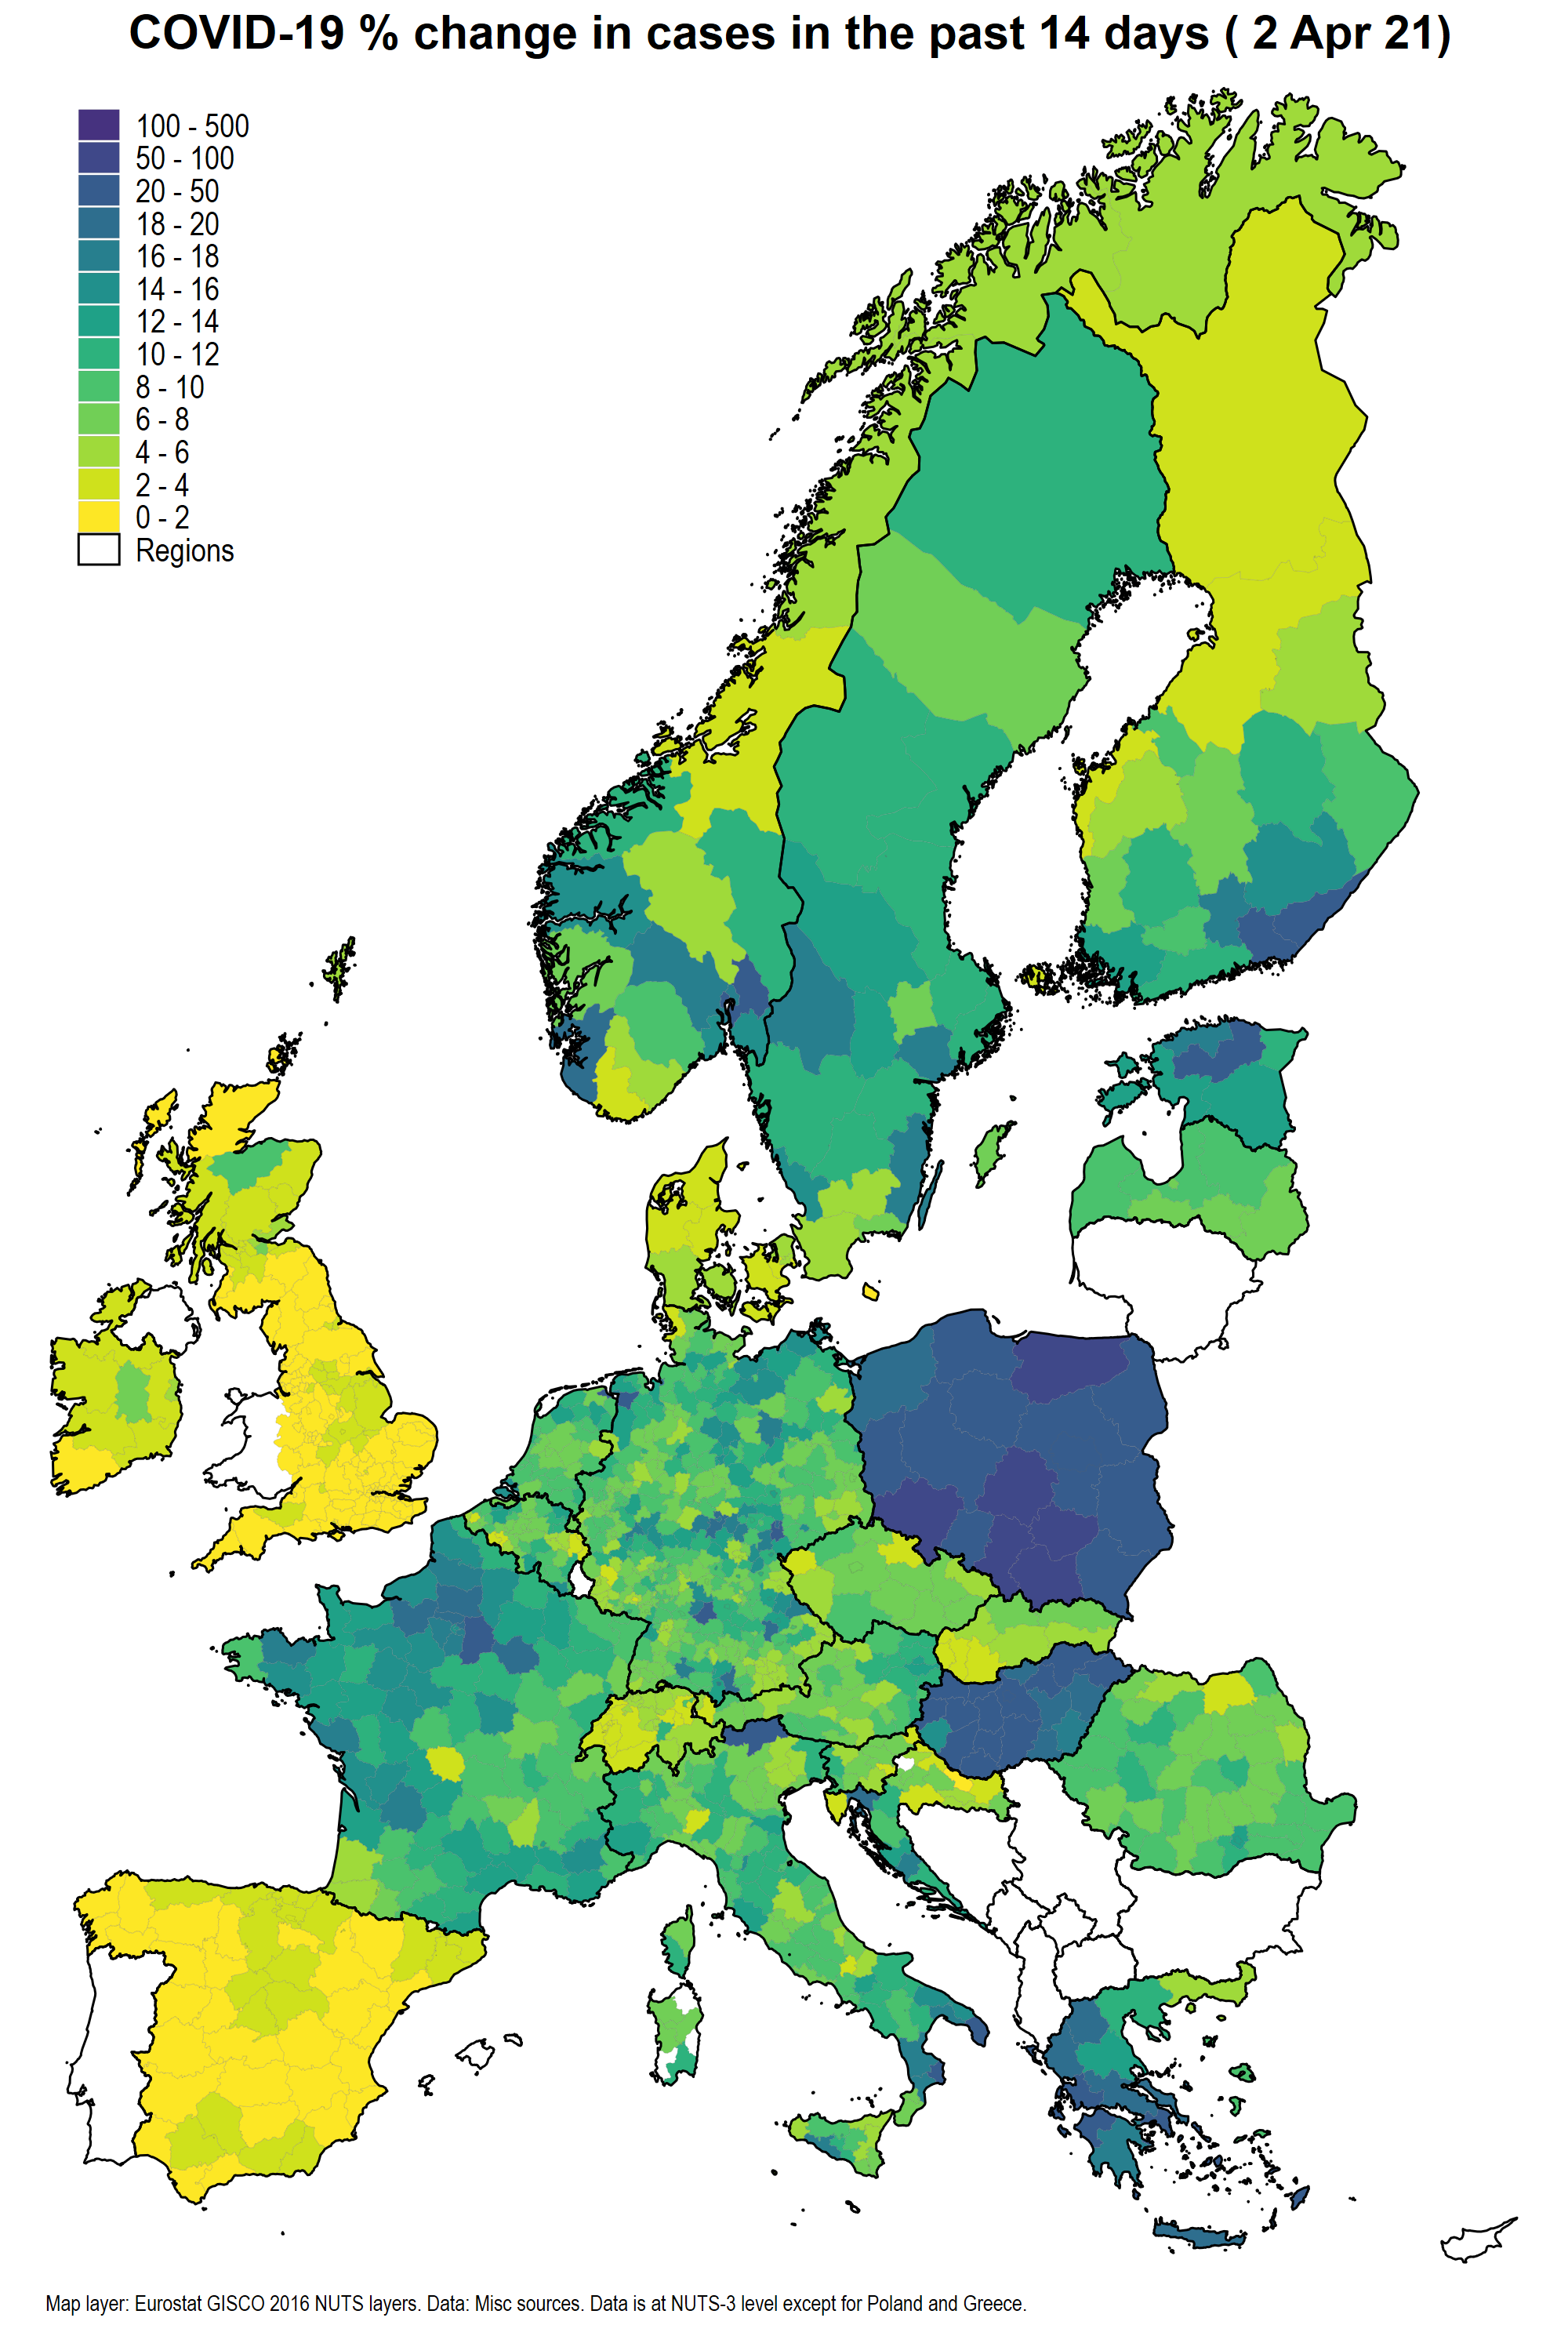 COVID-19 % change in cases in the past 14 days ( 2 Apr 21)
100 - 500
50 - 100
20 - 50
18 - 20
16 - 18
14 - 16
12 - 14
10 - 12
8 - 10
6 - 8
4 - 6
2 - 4
0 - 2
Regions
Map layer: Eurostat GISCO 2016 NUTS layers. Data: Misc sources. Data is at NUTS-3 level except for Poland and Greece.